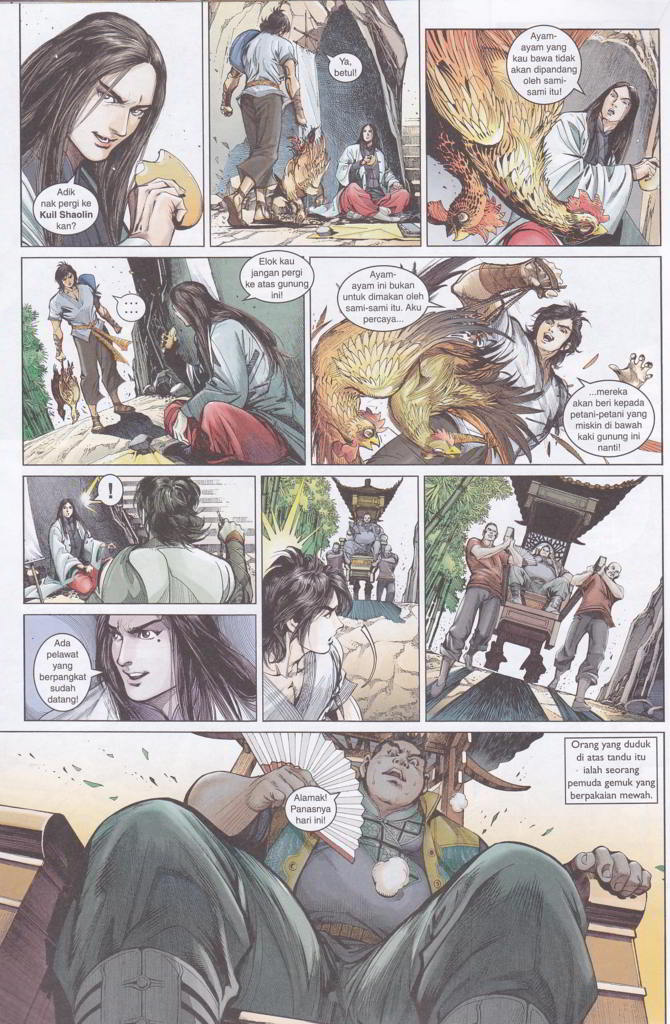 Adik
nak pergi ke
Kuil Shaolin
kan?
Ya,
betul!
Ayam-
ayam yang
kau bawa tidak
akan dipandang
oleh sami-
sami itu!
...
...
Elok kau
jangan pergi
ke atas gunung
ini!
Ayam-
ayam ini bukan
untuk dimakan oleh
sami-sami itu. Aku
percaya...
...mereka
akan beri kepada
petani-petani yang
miskin di bawah
kaki gunung ini
nanti!
!
Ada
pelawat
yang
berpangkat
sudah
datang!
Orang yang duduk
di atas tandu itu
ialah seorang
pemuda gemuk yang
berpakaian mewah.
Alamak!
Panasnya
hari ini!